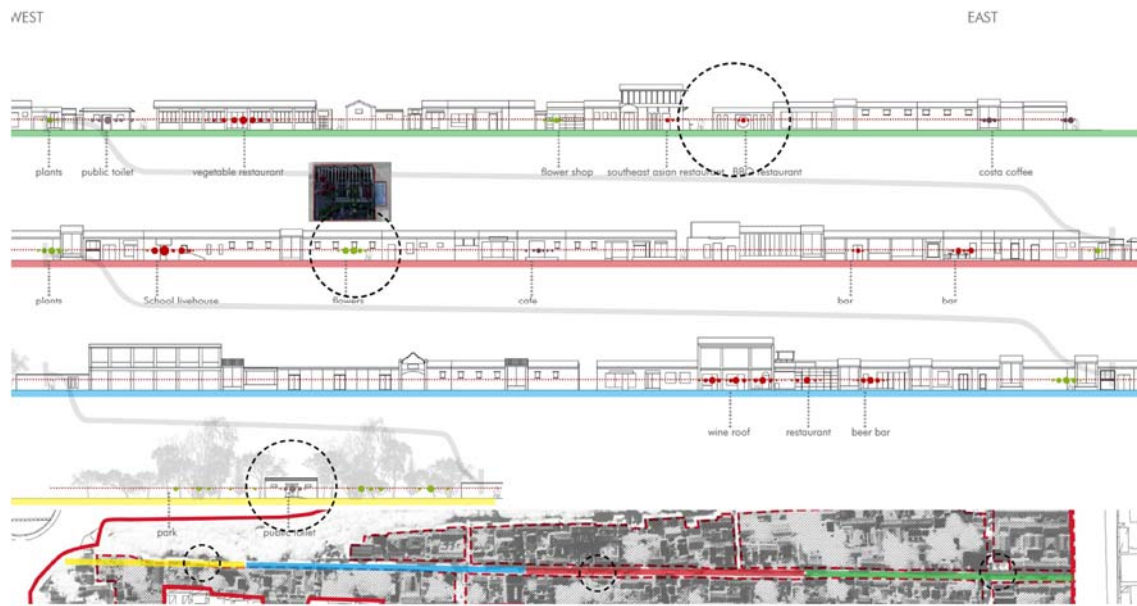 WEST EAST
plants public toilet vegetable restaurant flower shop southeast asian restaurant BBQ restaurant costa coffee
plants School livehouse flowers cafe bar bar
wine roof restaurant beer bar
park public toilet